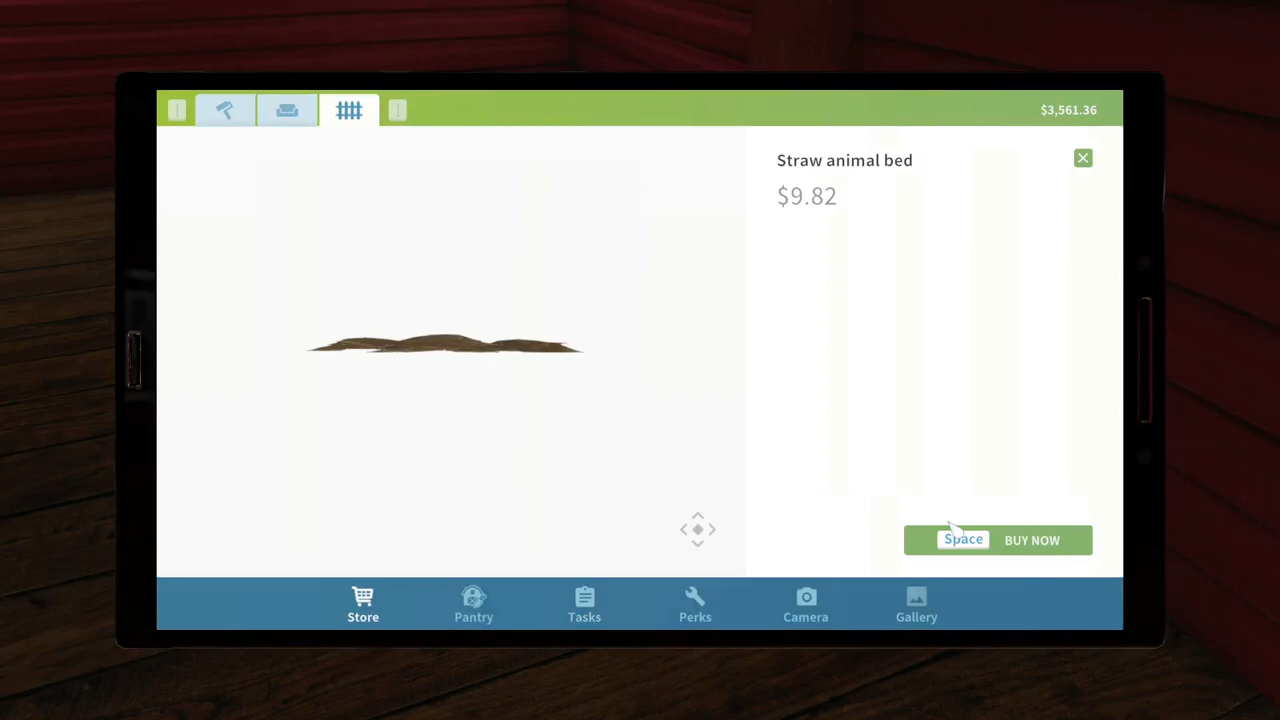 $3,561.36
Straw animal bed
$9.82
Space BUY NOW
Store Pantry Tasks Perks Camera Gallery